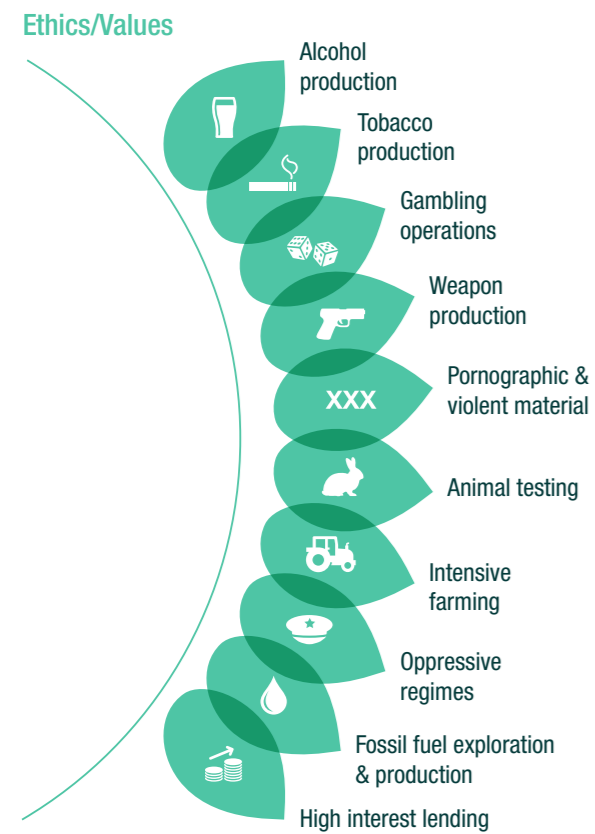 Ethics/Values
Alcohol
production
Tobacco
production
Gambling
operations
Weapon
production
XXX
Pornographic &
violent material
Animal testing
Intensive
farming
Oppressive
regimes
Fossil fuel exploration
& production
High interest lending